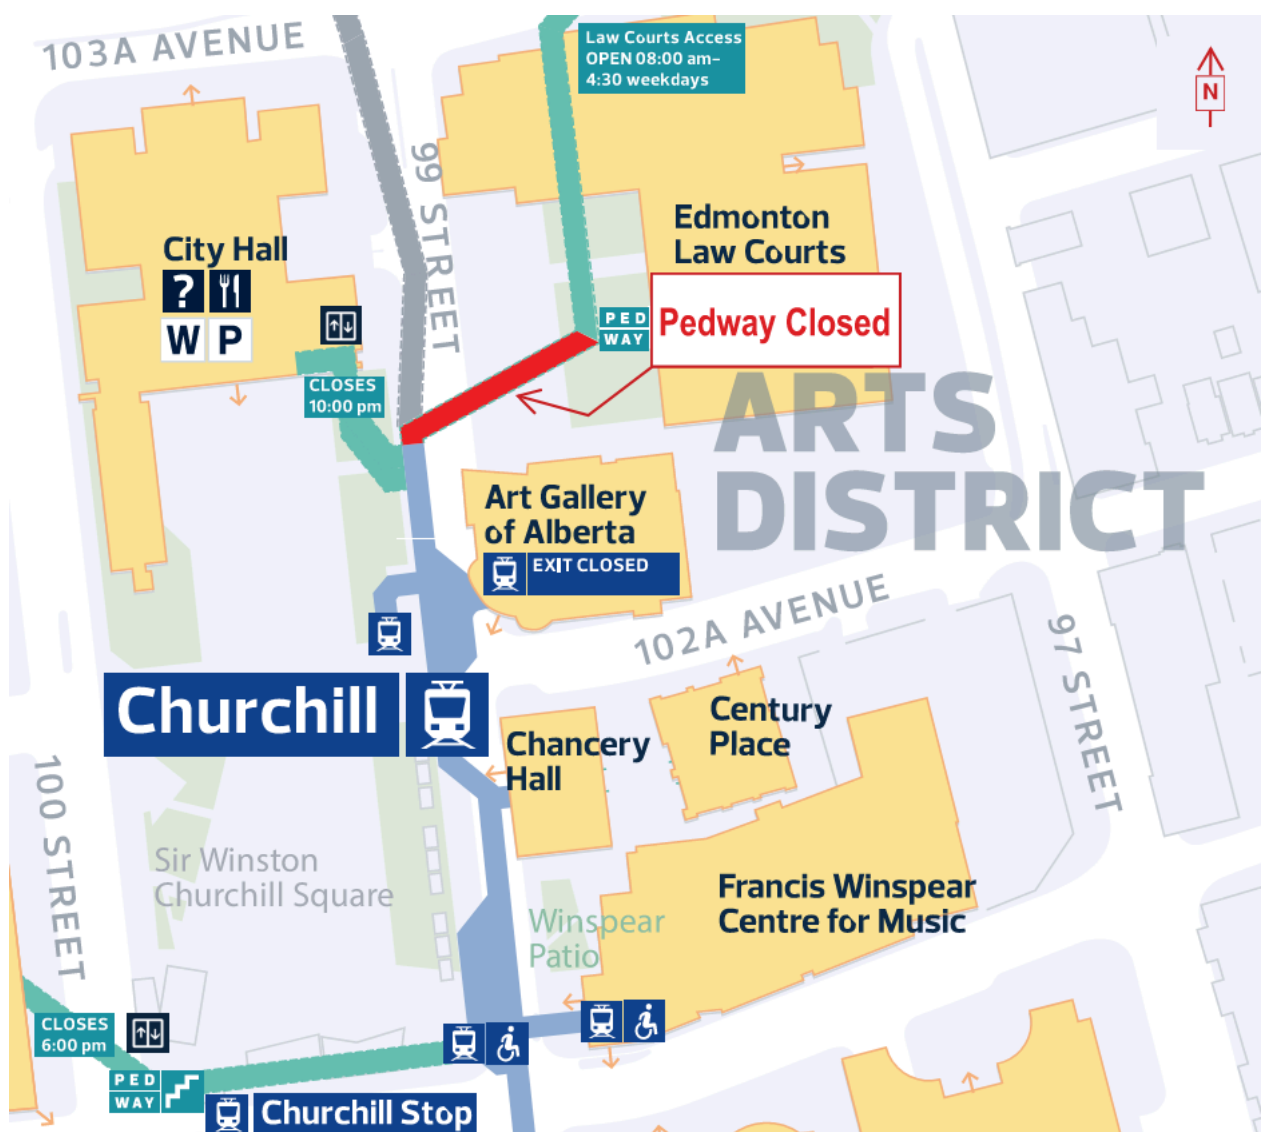 103A AVENUE
Law Courts Access
OPEN 08:00 am–
4:30 weekdays
N
99 STREET
Edmonton
Law Courts
City Hall
?
W P
PED
WAY
Pedway Closed
CLOSES
10:00 pm
ARTS
DISTRICT
Art Gallery
of Alberta
EXIT CLOSED
102A AVENUE
97 STREET
Churchill
Century
Place
Chancery
Hall
100 STREET
Sir Winston
Churchill Square
Francis Winspear
Centre for Music
Winspear
Patio
CLOSES
6:00 pm
PED
WAY
Churchill Stop